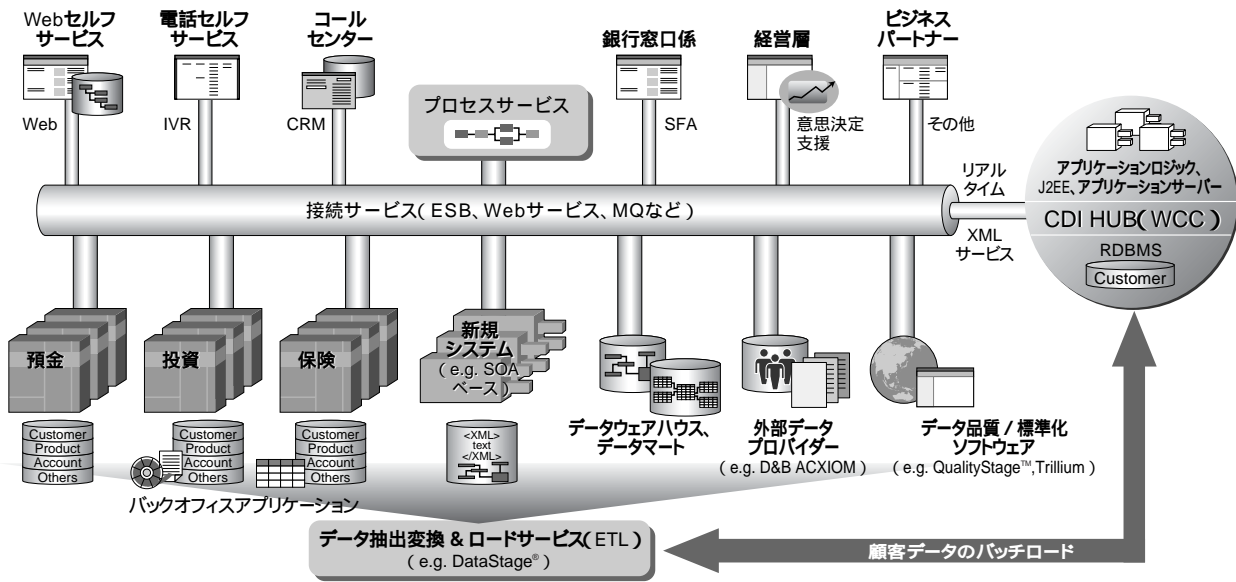 Webセルフ
サービス
電話セルフ
サービス
コール
センター
銀行窓口係
経営層
ビジネス
パートナー
Web
IVR
CRM
プロセスサービス
SFA
意思決定
支援
その他
リアル
タイム
XML
サービス
アプリケーションロジック、
J2EE、アプリケーションサーバー
CDI HUB(WCC)
RDBMS
Customer
接続サービス(ESB、Webサービス、MQなど)
預金
投資
保険
新規
システム
(e.g. SOA
ベース)
Customer
Product
Account
Others
Customer
Product
Account
Others
Customer
Product
Account
Others
<XML>
text
</XML>
データウェアハウス、
データマート
外部データ
プロバイダー
(e.g. D&B ACXIOM)
データ品質 / 標準化
ソフトウェア
(e.g. QualityStage™,Trillium)
バックオフィスアプリケーション
データ抽出変換 & ロードサービス(ETL)
(e.g. DataStage®)
顧客データのバッチロード